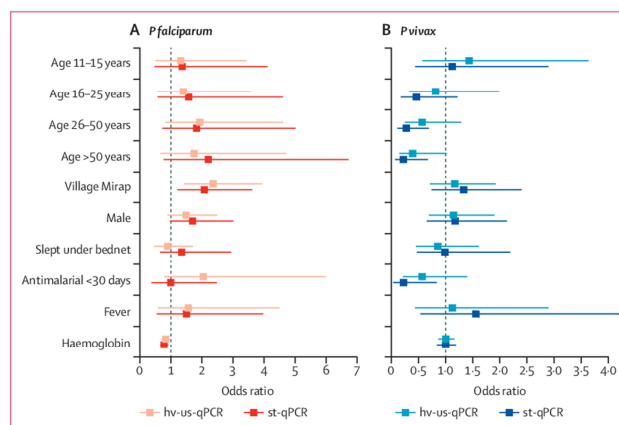 A P falciparum
B P vivax
Age 11–15 years
Age 16–25 years
Age 26–50 years
Age >50 years
Village Mirap
Male
Slept under bednet
Antimalarial <30 days
Fever
Haemoglobin
0 1 2 3 4 5 6 7
0 0·5 1·0 1·5 2·0 2·5 3·0 3·5 4·0
Odds ratio
Odds ratio
hv-us-qPCR st-qPCR
hv-us-qPCR st-qPCR